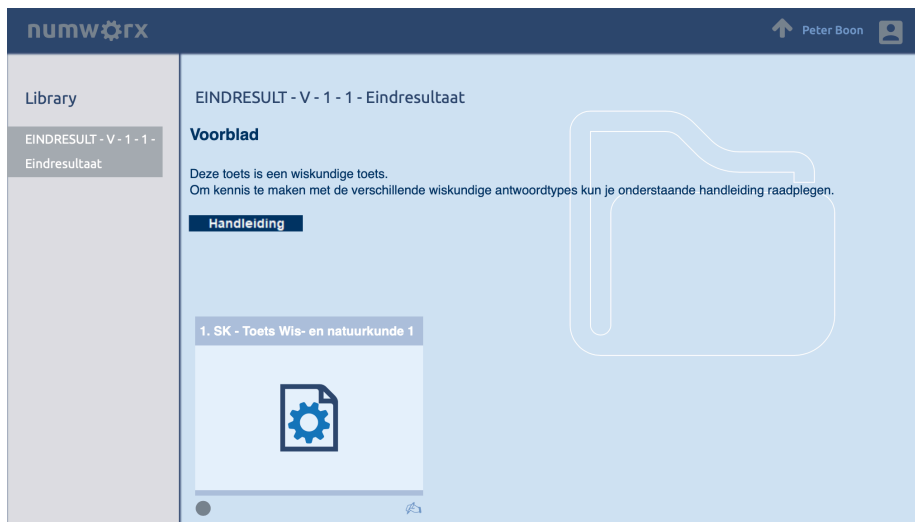 numworx
Peter Boon
Library
EINDRESULT - V - 1 - 1 -
Eindresultaat
EINDRESULT - V - 1 - 1 - Eindresultaat
Voorblad
Deze toets is een wiskundige toets.
Om kennis te maken met de verschillende wiskundige antwoordtypes kun je onderstaande handleiding raadplegen.
Handleiding
1. SK - Toets Wis- en natuurkunde 1